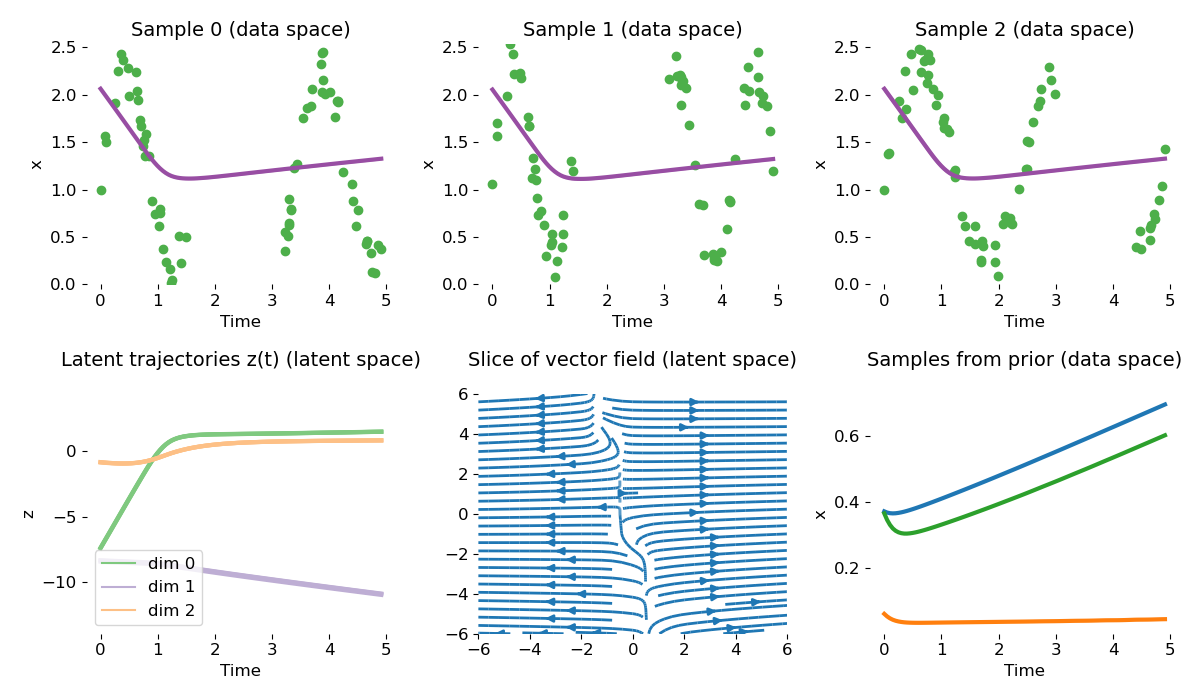 Sample 0 (data space)
Sample 1 (data space)
Sample 2 (data space)
x
2.5
2.0
1.5
1.0
0.5
0.0
0 1 2 3 4 5
Time
x
2.5
2.0
1.5
1.0
0.5
0.0
0 1 2 3 4 5
Time
x
2.5
2.0
1.5
1.0
0.5
0.0
0 1 2 3 4 5
Time
Latent trajectories z(t) (latent space)
Slice of vector field (latent space)
Samples from prior (data space)
z
0
−5
−10
dim 0
dim 1
dim 2
0 1 2 3 4 5
Time
6
4
2
0
−2
−4
−6
−6 −4 −2 0 2 4 6
x
0.6
0.4
0.2
0 1 2 3 4 5
Time